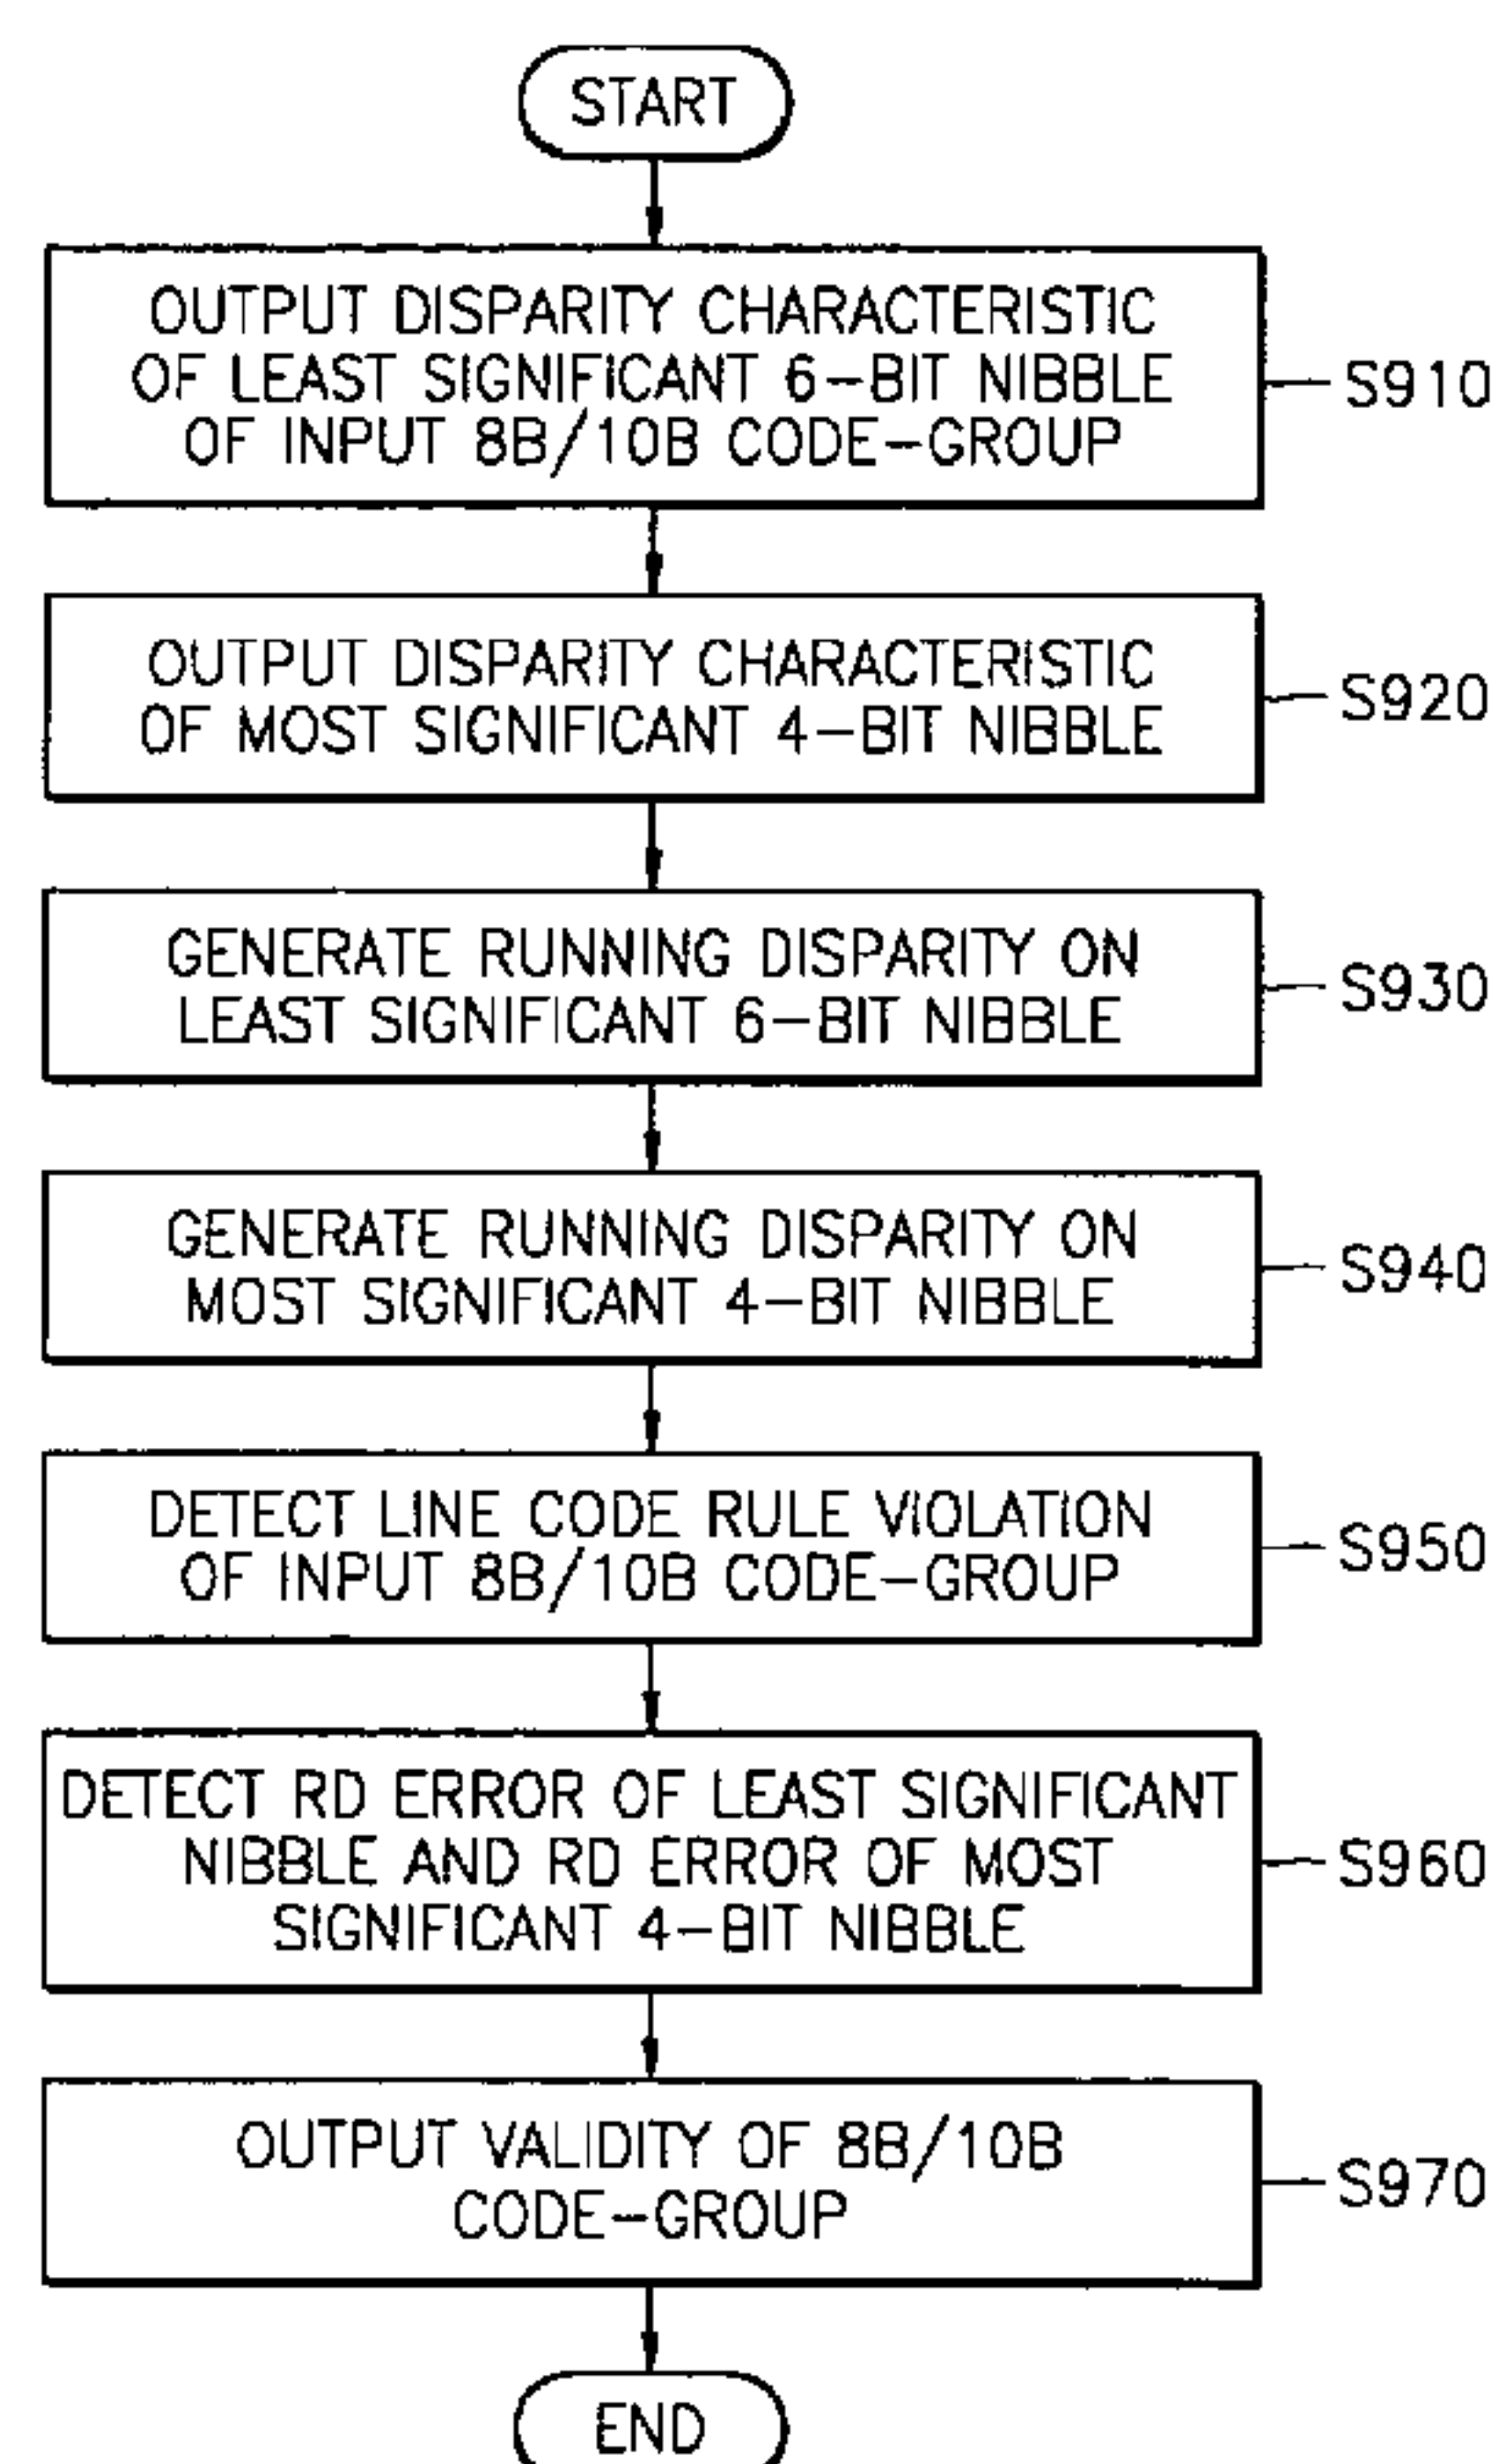 START
OUTPUT DISPARITY CHARACTERISTIC
OF LEAST SIGNIFICANT 6-BIT NIBBLE
OF INPUT 8B/10B CODE-GROUP
S910
OUTPUT DISPARITY CHARACTERISTIC
OF MOST SIGNIFICANT 4-BIT NIBBLE
S920
GENERATE RUNNING DISPARITY ON
LEAST SIGNIFICANT 6-BIT NIBBLE
S930
GENERATE RUNNING DISPARITY ON
MOST SIGNIFICANT 4-BIT NIBBLE
S940
DETECT LINE CODE RULE VIOLATION
OF INPUT 8B/10B CODE-GROUP
S950
DETECT RD ERROR OF LEAST SIGNIFICANT
NIBBLE AND RD ERROR OF MOST
SIGNIFICANT 4-BIT NIBBLE
S960
OUTPUT VALIDITY OF 8B/10B
CODE-GROUP
S970
END